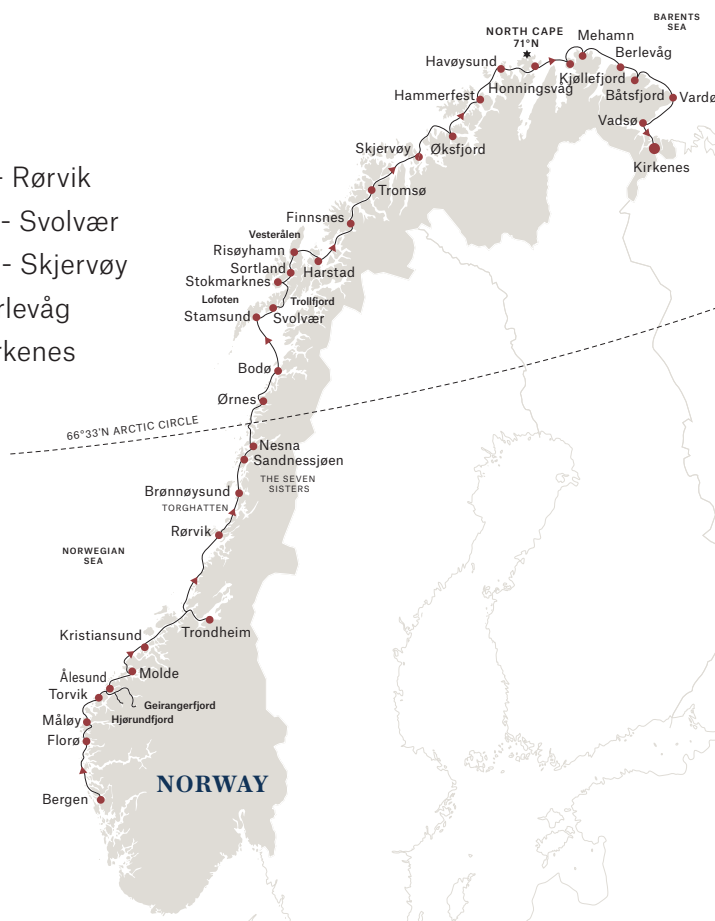 BARENTS
SEA
NORTH CAPE
71°N
Mehamn
Berlevåg
Havøysund
Kjøllefjord
Honningsvåg
Båtsfjord
Hammerfest
Vardø
Vadsø
Kirkenes
Skjervøy
Øksfjord
- Rørvik
Tromsø
- Svolvær
Finnsnes
Vesterålen
Risøyhamn
- Skjervøy
Sortland
Harstad
Stokmarknes
Lofoten
Trollfjord
rlevåg
Stamsund
Svolvær
rkenes
Bodø
Ørnes
66°33'N ARCTIC CIRCLE
Nesna
Sandnessjøen
THE SEVEN
SISTERS
Brønnøysund
TORGHATTEN
Rørvik
NORWEGIAN
SEA
Kristiansund
Trondheim
Molde
Ålesund
Torvik
Geirangerfjord
Hjørundfjord
Måløy
Florø
NORWAY
Bergen